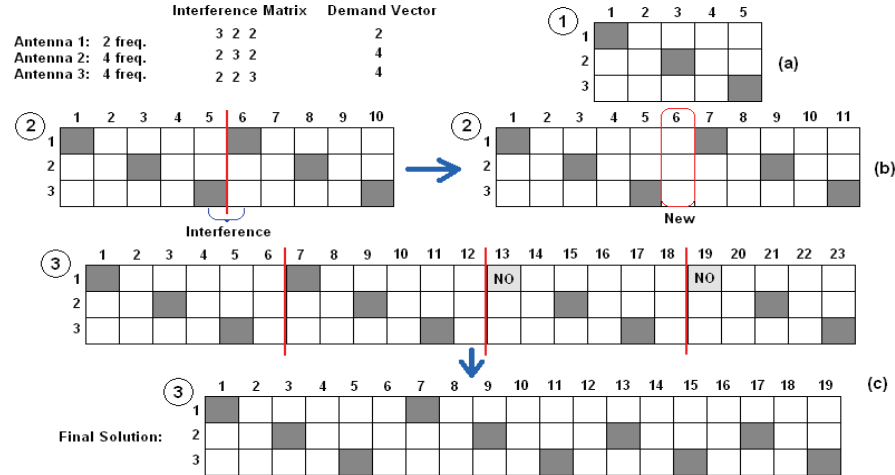 Interference Matrix Demand Vector
Antenna 1: 2 freq. 3 2 2 2
Antenna 2: 4 freq. 2 3 2 4
Antenna 3: 4 freq. 2 2 3 4
1
1 2 3 4 5
1
2
3
(a)
2
1 2 3 4 5 6 7 8 9 10
1
2
3
Interference
2
1 2 3 4 5 6 7 8 9 10 11
1
2
3
(b)
New
3
1 2 3 4 5 6 7 8 9 10 11 12 13 14 15 16 17 18 19 20 21 22 23
1 NO NO
2
3
3
1 2 3 4 5 6 7 8 9 10 11 12 13 14 15 16 17 18 19
(c)
1
Final Solution: 2
3